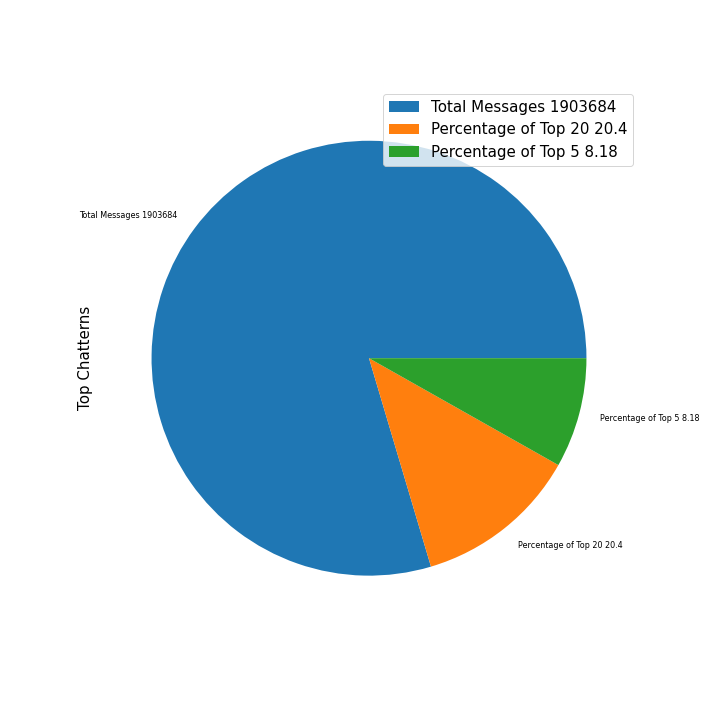 Total Messages 1903684
Percentage of Top 20 20.4
Percentage of Top 5 8.18
Total Messages 1903684
Top Chatterns
Percentage of Top 5 8.18
Percentage of Top 20 20.4